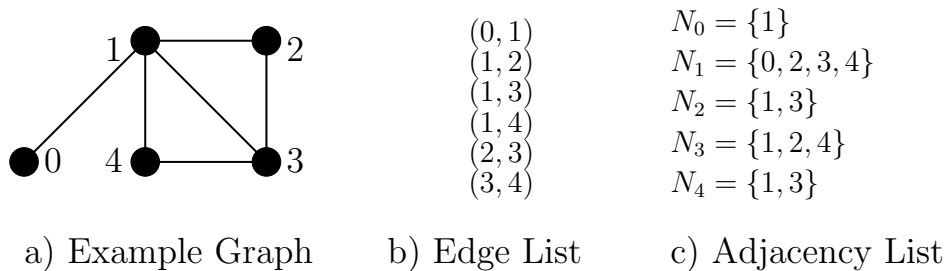 1
2
0
4
3
a) Example Graph
(0, 1)
(1, 2)
(1, 3)
(1, 4)
(2, 3)
(3, 4)
b) Edge List
N₀ = {1}
N₁ = {0, 2, 3, 4}
N₂ = {1, 3}
N₃ = {1, 2, 4}
N₄ = {1, 3}
c) Adjacency List